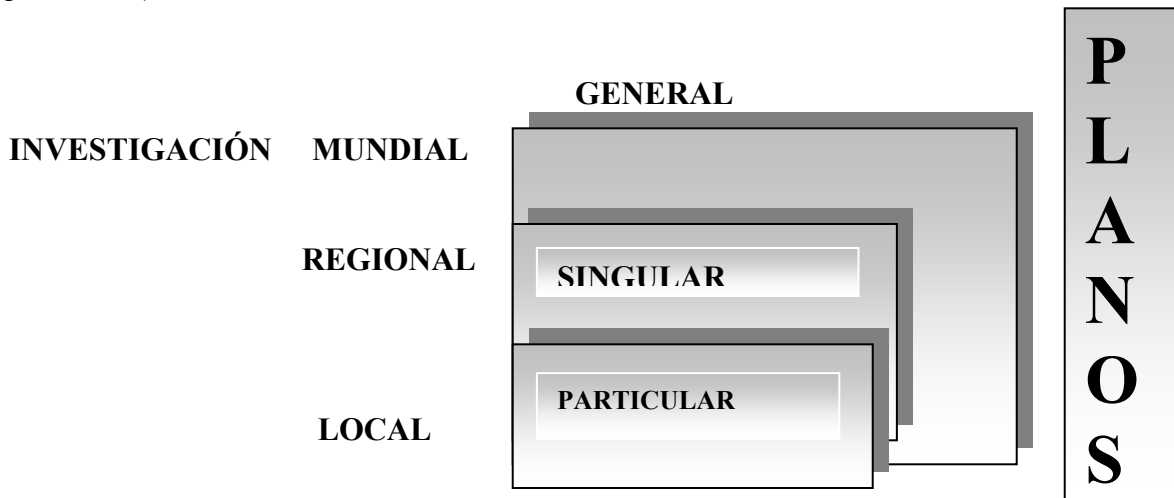 GENERAL
INVESTIGACIÓN MUNDIAL
REGIONAL
SINGULAR
PARTICULAR
LOCAL
P
L
A
N
O
S